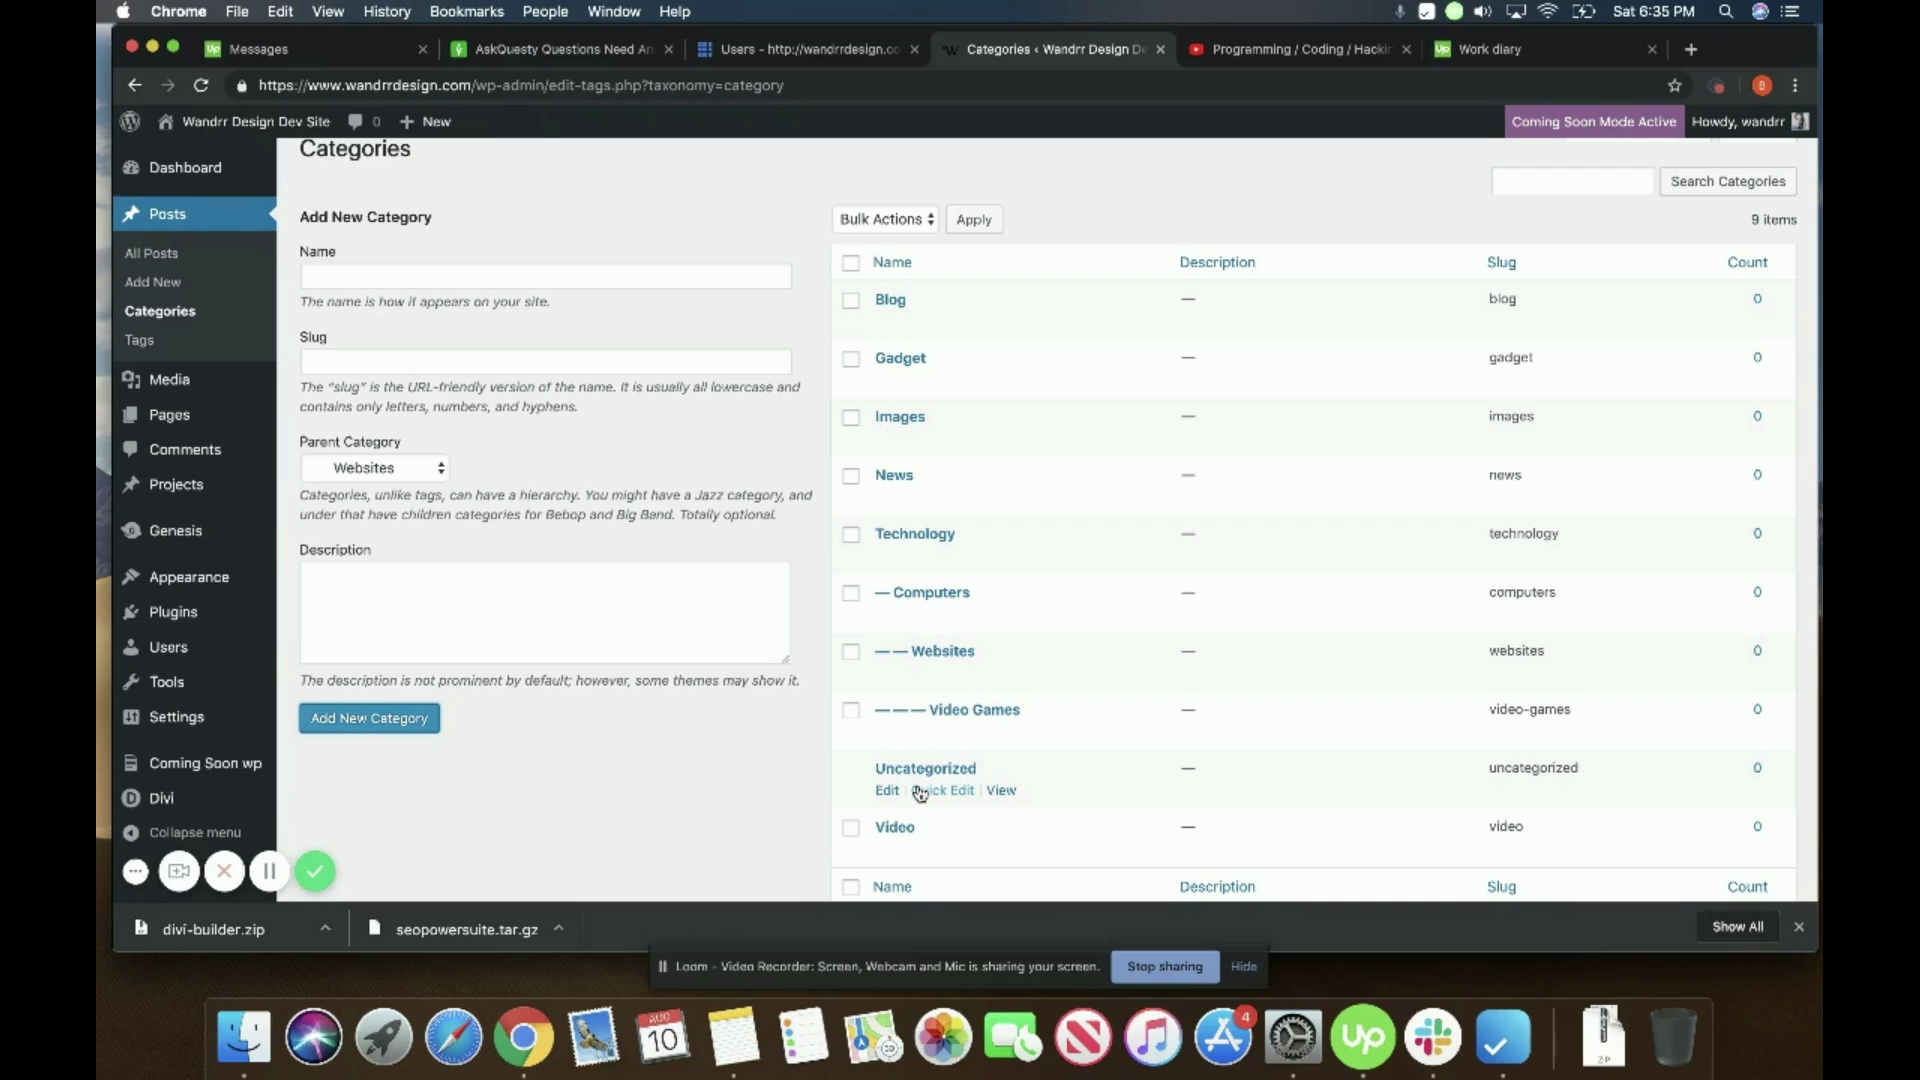 Chrome File Edit View History Bookmarks People Window Help
Sat 6:35 PM
Messages
AskQuesty Questions Need An
Users - http://wandrrdesign.co
Categories ‹ Wandrr Design De
Programming / Coding / Hackin
Work diary
https://www.wandrrdesign.com/wp-admin/edit-tags.php?taxonomy=category
Wandrr Design Dev Site 0 + New
Coming Soon Mode Active
Howdy, wandrr
Dashboard
Posts
All Posts
Add New
Categories
Tags
Media
Pages
Comments
Projects
Genesis
Appearance
Plugins
Users
Tools
Settings
Coming Soon wp
Divi
Collapse menu
Categories
Add New Category
Name
The name is how it appears on your site.
Slug
The "slug" is the URL-friendly version of the name. It is usually all lowercase and
contains only letters, numbers, and hyphens.
Parent Category
Websites
Categories, unlike tags, can have a hierarchy. You might have a Jazz category, and
under that have children categories for Bebop and Big Band. Totally optional.
Description
The description is not prominent by default; however, some themes may show it.
Add New Category
Search Categories
Bulk Actions Apply
9 items
Name Description Slug Count
Blog — blog 0
Gadget — gadget 0
Images — images 0
News — news 0
Technology — technology 0
— Computers — computers 0
— — Websites — websites 0
— — — Video Games — video-games 0
Uncategorized — uncategorized 0
Edit | Quick Edit | View
Video — video 0
Name Description Slug Count
divi-builder.zip
seopowersuite.tar.gz
Show All
Loom - Video Recorder: Screen, Webcam and Mic is sharing your screen.
Stop sharing
Hide
AUG
10
4
Up
ZIP